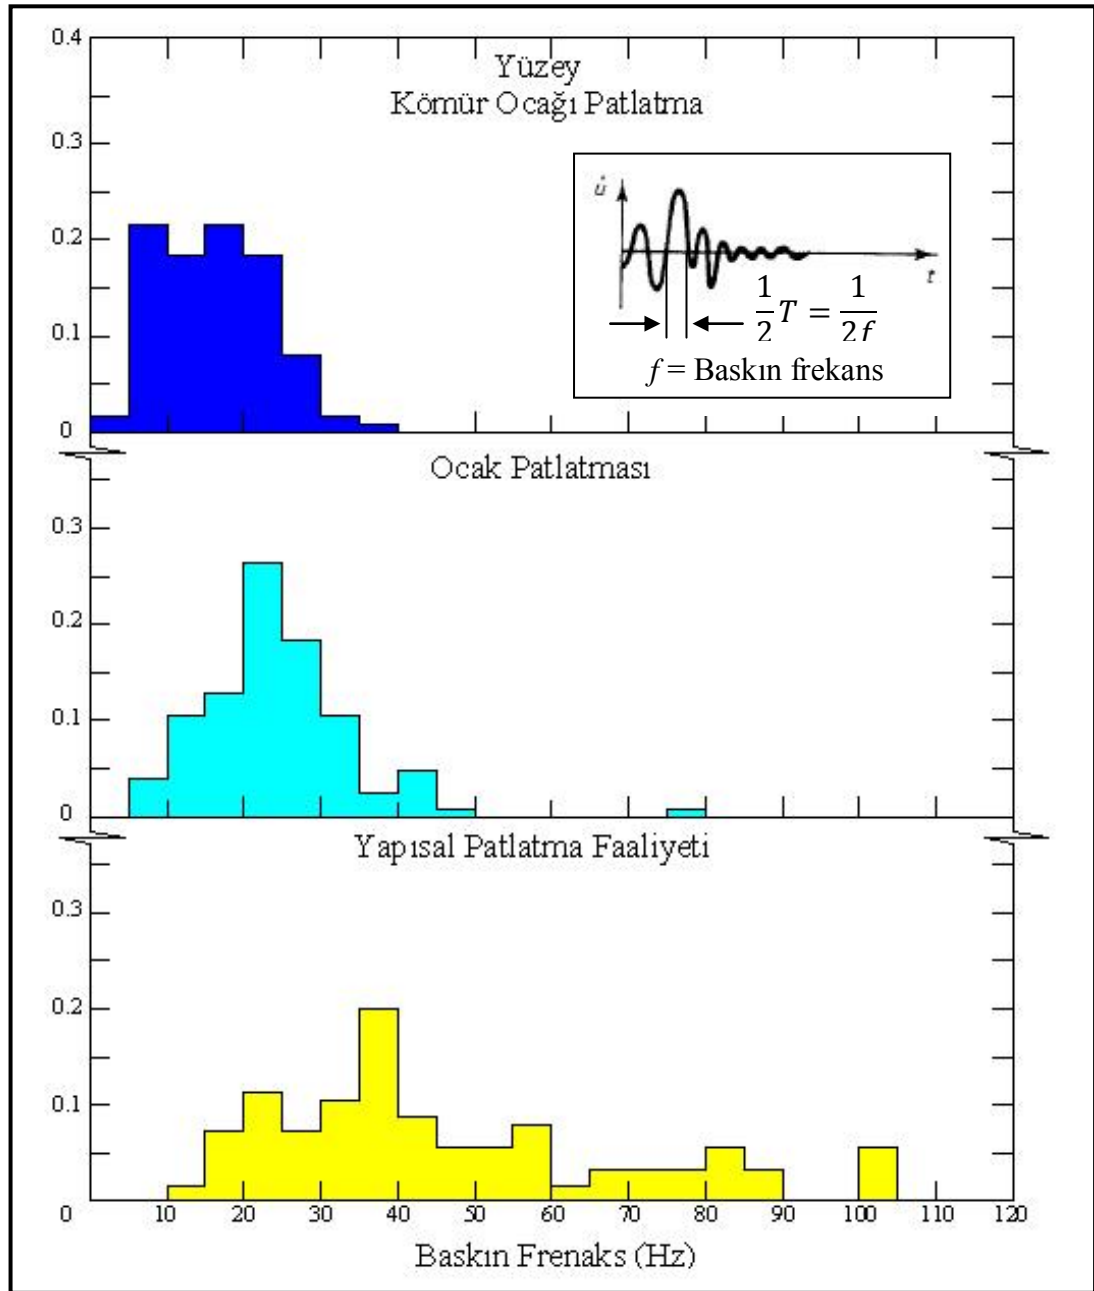 0.4
Yüzey
Kömür Ocağı Patlatma
0.3
0.2
0.1
0
u̇
t
1/2 T = 1/2f
f = Baskın frekans
Ocak Patlatması
0.3
0.2
0.1
0
Yapısal Patlatma Faaliyeti
0.3
0.2
0.1
0 10 20 30 40 50 60 70 80 90 100 110 120
Baskın Frenaks (Hz)